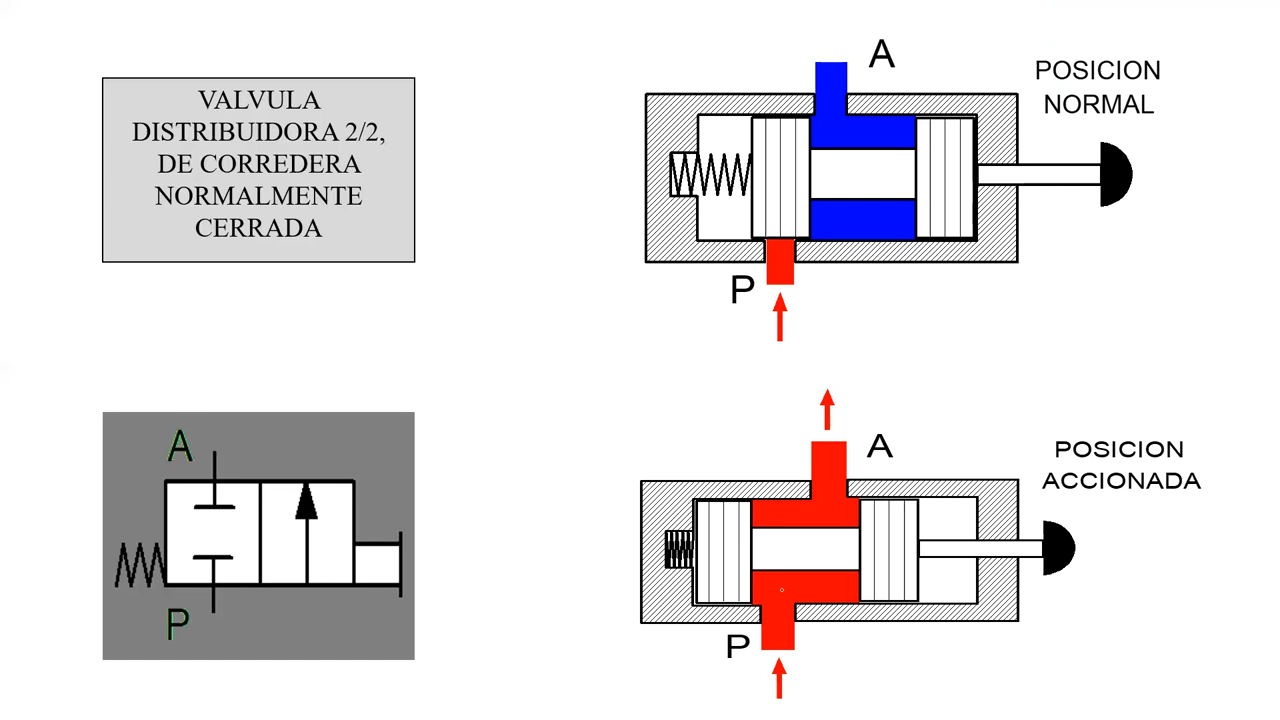 VALVULA
DISTRIBUIDORA 2/2,
DE CORREDERA
NORMALMENTE
CERRADA
A
POSICION
NORMAL
P
A
P
A
POSICION
ACCIONADA
P